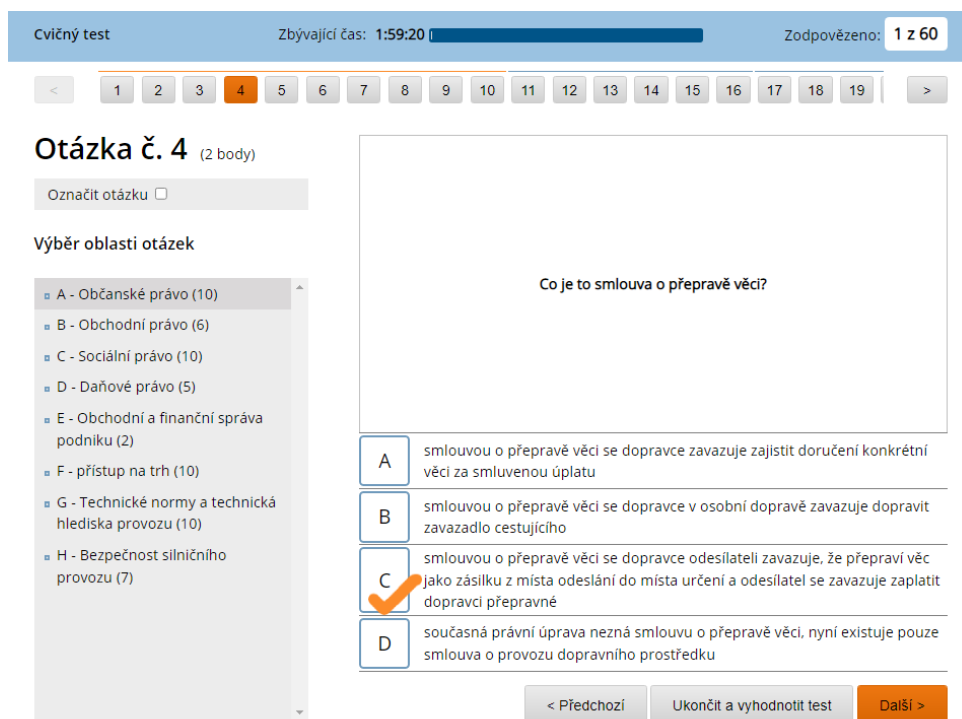 Cvičný test
Zbývající čas: 1:59:20
Zodpovězeno: 1 z 60
< 1 2 3 4 5 6 7 8 9 10 11 12 13 14 15 16 17 18 19 >
Otázka č. 4 (2 body)
Označit otázku
Výběr oblasti otázek
A - Občanské právo (10)
B - Obchodní právo (6)
C - Sociální právo (10)
D - Daňové právo (5)
E - Obchodní a finanční správa
podniku (2)
F - přístup na trh (10)
G - Technické normy a technická
hlediska provozu (10)
H - Bezpečnost silničního
provozu (7)
Co je to smlouva o přepravě věci?
A
smlouvou o přepravě věci se dopravce zavazuje zajistit doručení konkrétní
věci za smluvenou úplatu
B
smlouvou o přepravě věci se dopravce v osobní dopravě zavazuje dopravit
zavazadlo cestujícího
C
smlouvou o přepravě věci se dopravce odesílateli zavazuje, že přepraví věc
jako zásilku z místa odeslání do místa určení a odesílatel se zavazuje zaplatit
dopravci přepravné
D
současná právní úprava nezná smlouvu o přepravě věci, nyní existuje pouze
smlouva o provozu dopravního prostředku
< Předchozí
Ukončit a vyhodnotit test
Další >